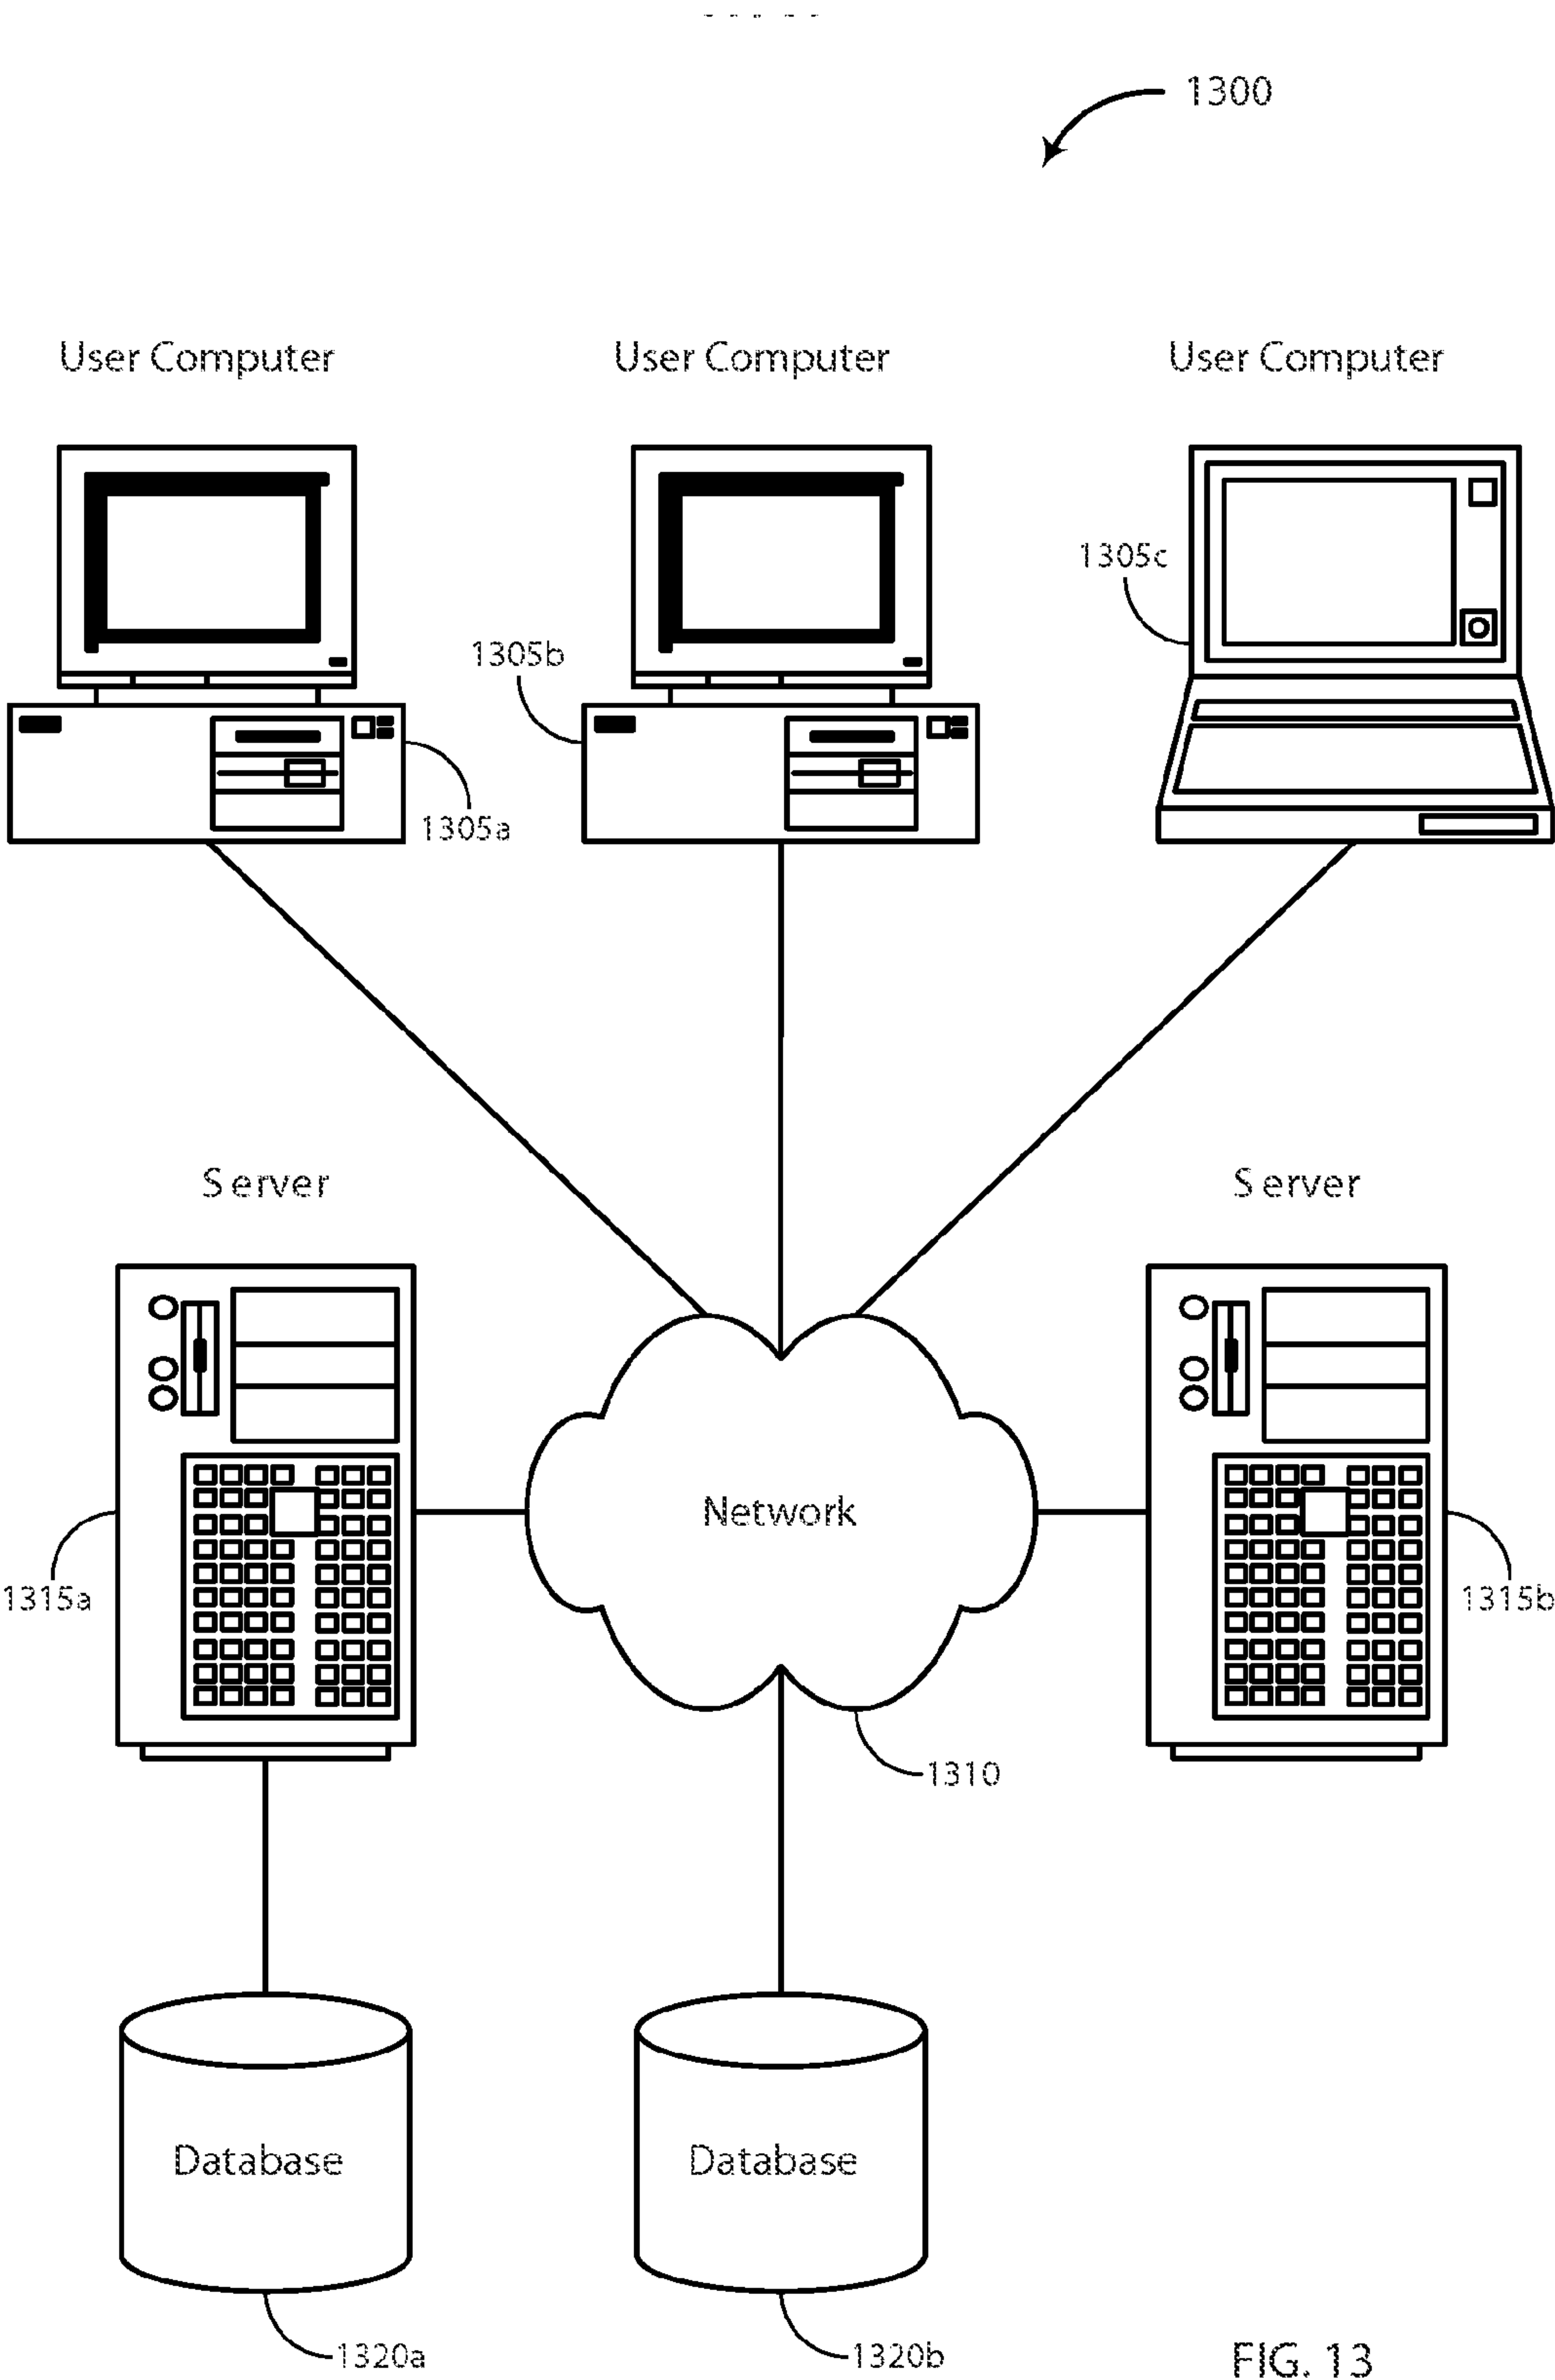 1300
User Computer
User Computer
User Computer
1305c
1305b
1305a
Server
Server
Network
1315a
1315b
1310
Database
Database
1320a
1320b
FIG. 13